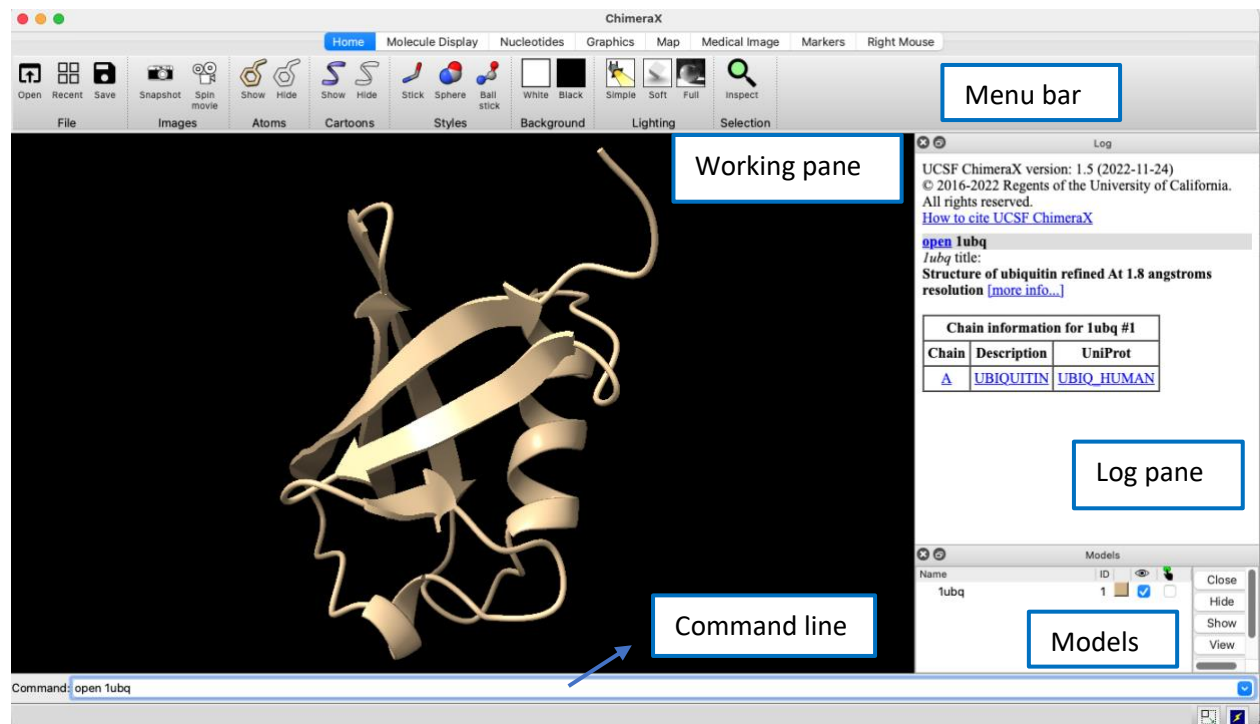 ChimeraX
Home Molecule Display Nucleotides Graphics Map Medical Image Markers Right Mouse
Open Recent Save Snapshot Spin movie Show Hide Show Hide Stick Sphere Ball stick White Black Simple Soft Full Inspect
File Images Atoms Cartoons Styles Background Lighting Selection
Menu bar
Working pane
Log
UCSF ChimeraX version: 1.5 (2022-11-24)
© 2016-2022 Regents of the University of California.
All rights reserved.
How to cite UCSF ChimeraX
open 1ubq
1ubq title:
Structure of ubiquitin refined At 1.8 angstroms
resolution [more info...]
Chain information for 1ubq #1
Chain Description UniProt
A UBIQUITIN UBIQ_HUMAN
Log pane
Models
Name ID
1ubq 1
Close
Hide
Show
View
Models
Command line
Command: open 1ubq